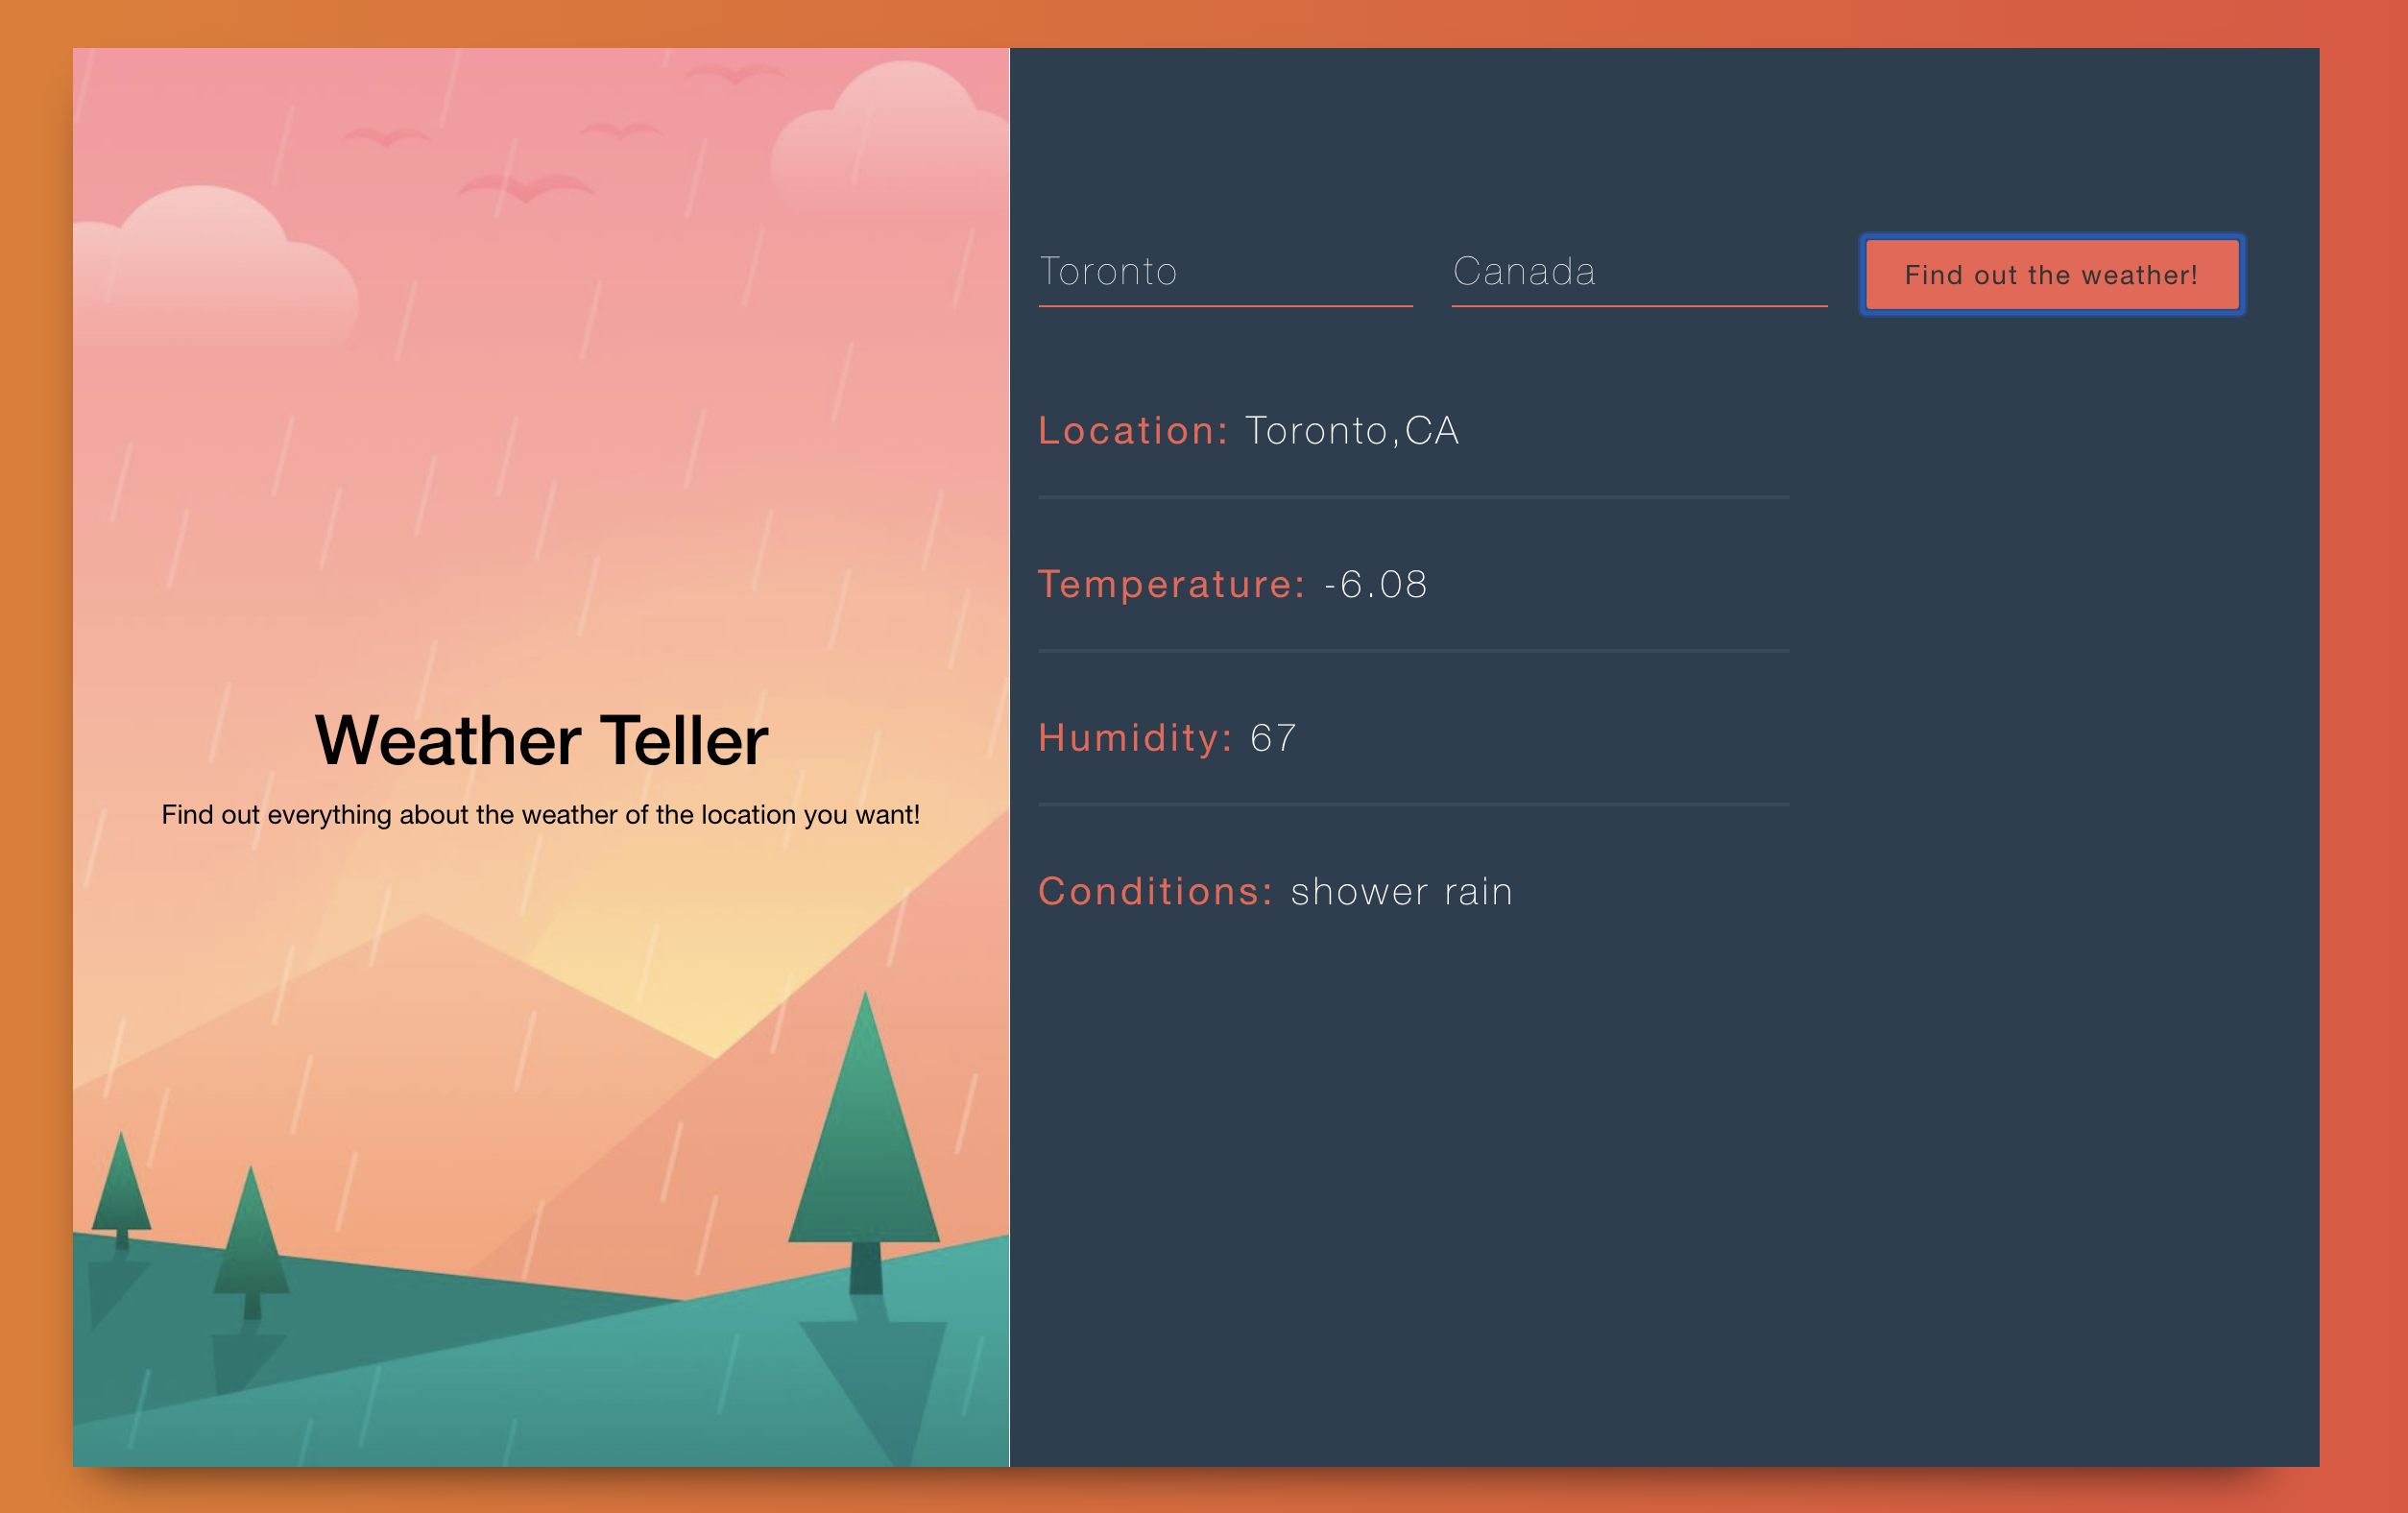 Weather Teller
Find out everything about the weather of the location you want!
Toronto
Canada
Find out the weather!
Location: Toronto,CA
Temperature: -6.08
Humidity: 67
Conditions: shower rain